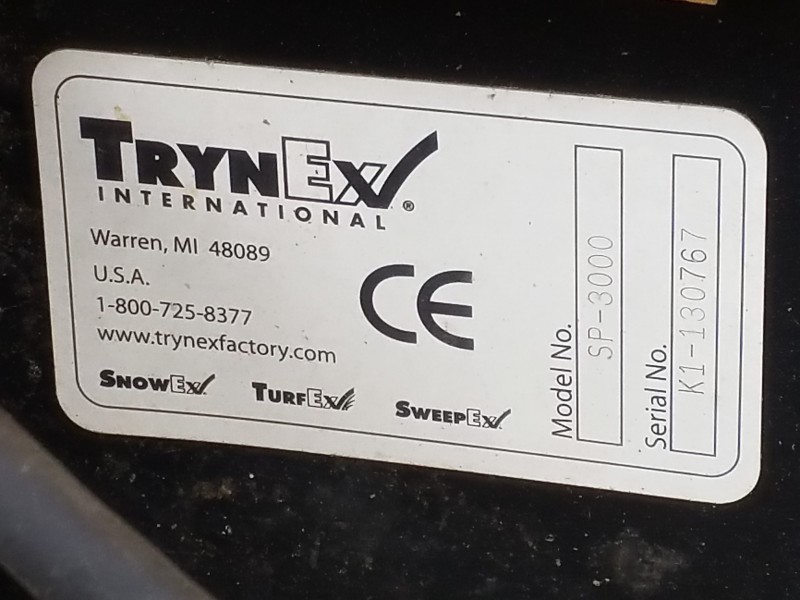 TRYNEX
INTERNATIONAL®
Warren, MI 48089
U.S.A.
1-800-725-8377
www.trynexfactory.com
SNOWEX
TURFEX
SWEEPEX
CE
Model No. SP-3000
Serial No. K1-130767